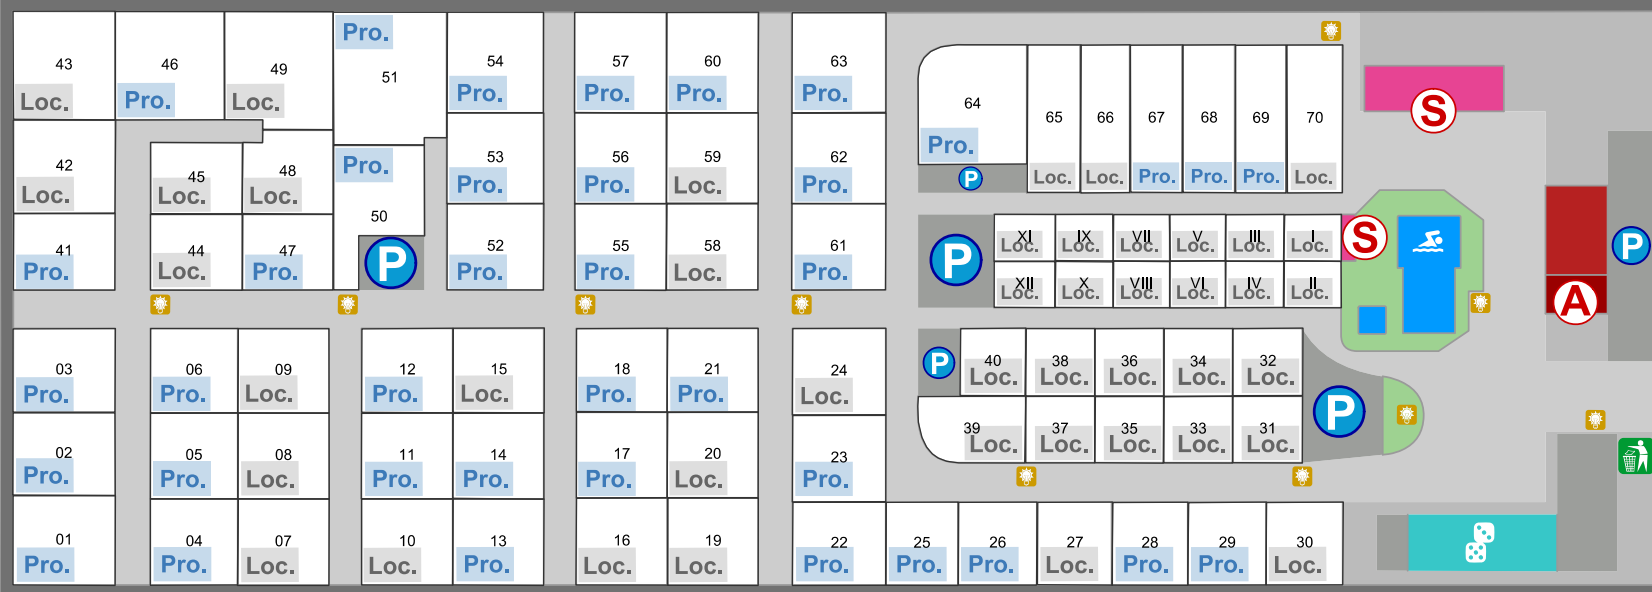 43 Loc.
46 Pro.
49 Loc.
Pro. 51
54 Pro.
57 Pro.
60 Pro.
63 Pro.
64 Pro.
65 Loc.
66 Loc.
67 Pro.
68 Pro.
69 Pro.
70 Loc.
S
P
42 Loc.
45 Loc.
48 Loc.
Pro. 50
53 Pro.
56 Pro.
59 Loc.
62 Pro.
41 Pro.
44 Loc.
47 Pro.
P
52 Pro.
55 Pro.
58 Loc.
61 Pro.
P
XI Loc.
IX Loc.
VII Loc.
V Loc.
III Loc.
I Loc.
S
P
XII Loc.
X Loc.
VIII Loc.
VI Loc.
IV Loc.
II Loc.
A
03 Pro.
06 Pro.
09 Loc.
12 Pro.
15 Loc.
18 Pro.
21 Pro.
24 Loc.
P
40 Loc.
38 Loc.
36 Loc.
34 Loc.
32 Loc.
P
02 Pro.
05 Pro.
08 Loc.
11 Pro.
14 Pro.
17 Pro.
20 Loc.
23 Pro.
39 Loc.
37 Loc.
35 Loc.
33 Loc.
31 Loc.
01 Pro.
04 Pro.
07 Loc.
10 Loc.
13 Pro.
16 Loc.
19 Loc.
22 Pro.
25 Pro.
26 Pro.
27 Loc.
28 Pro.
29 Pro.
30 Loc.